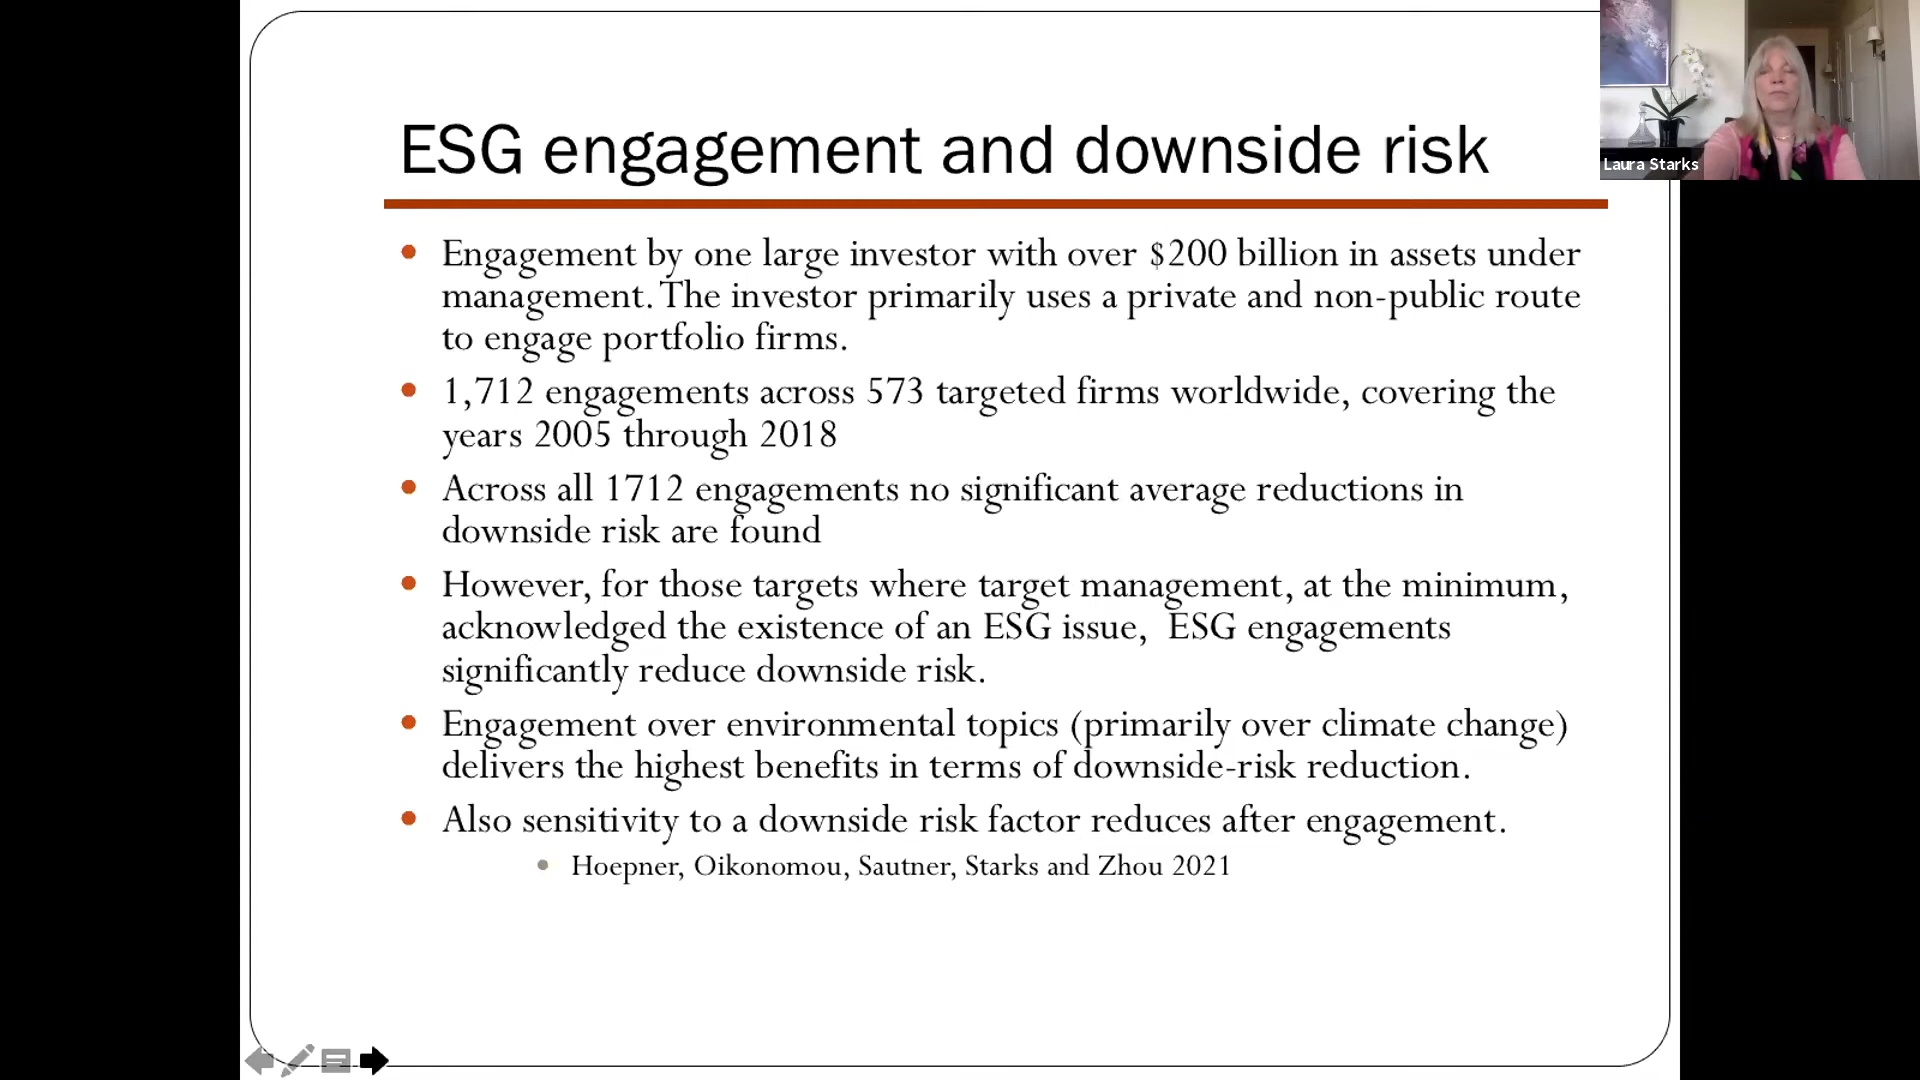 ESG engagement and downside risk
Laura Starks
• Engagement by one large investor with over $200 billion in assets under
management. The investor primarily uses a private and non-public route
to engage portfolio firms.
• 1,712 engagements across 573 targeted firms worldwide, covering the
years 2005 through 2018
• Across all 1712 engagements no significant average reductions in
downside risk are found
• However, for those targets where target management, at the minimum,
acknowledged the existence of an ESG issue,  ESG engagements
significantly reduce downside risk.
• Engagement over environmental topics (primarily over climate change)
delivers the highest benefits in terms of downside-risk reduction.
• Also sensitivity to a downside risk factor reduces after engagement.
• Hoepner, Oikonomou, Sautner, Starks and Zhou 2021